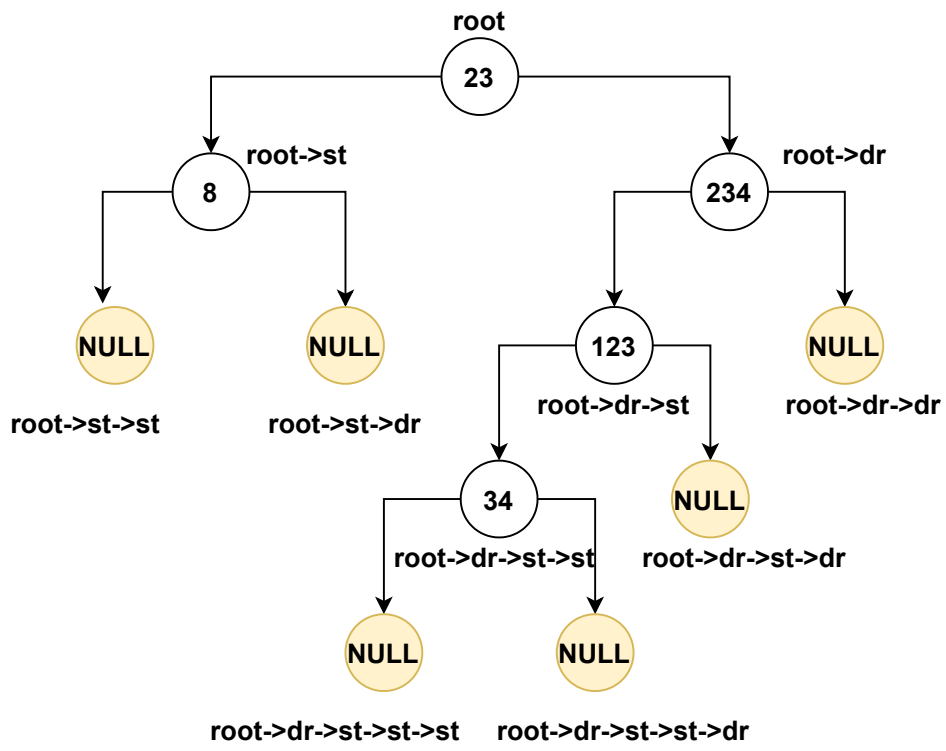 root
23
root->st
root->dr
8
234
NULL
NULL
123
NULL
root->st->st
root->st->dr
root->dr->st
root->dr->dr
34
NULL
root->dr->st->st
root->dr->st->dr
NULL
NULL
root->dr->st->st->st
root->dr->st->st->dr